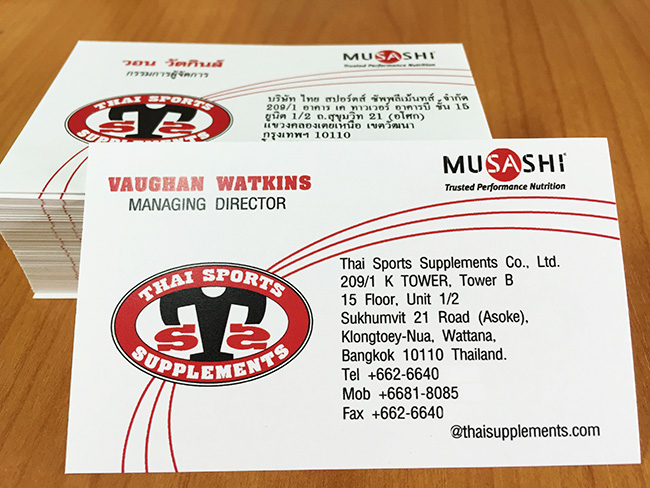 วอน วัตกินส์
กรรมการผู้จัดการ
MUSASHI
Trusted Performance Nutrition
THAI SPORTS
STS
SUPPLEMENTS
บริษัท ไทย สปอร์ตส์ ซัพพลีเม้นทส์ จำกัด
209/1 อาคาร เค ทาวเวอร์ อาคารบี ชั้น 15
ยูนิต 1/2 ถ.สุขุมวิท 21 (อโศก)
แขวงคลองเตยเหนือ เขตวัฒนา
กรุงเทพฯ 10110
VAUGHAN WATKINS
MANAGING DIRECTOR
MUSASHI
Trusted Performance Nutrition
THAI SPORTS
STS
SUPPLEMENTS
Thai Sports Supplements Co., Ltd.
209/1 K TOWER, Tower B
15 Floor, Unit 1/2
Sukhumvit 21 Road (Asoke),
Klongtoey-Nua, Wattana,
Bangkok 10110 Thailand.
Tel +662-6640
Mob +6681-8085
Fax +662-6640
@thaisupplements.com